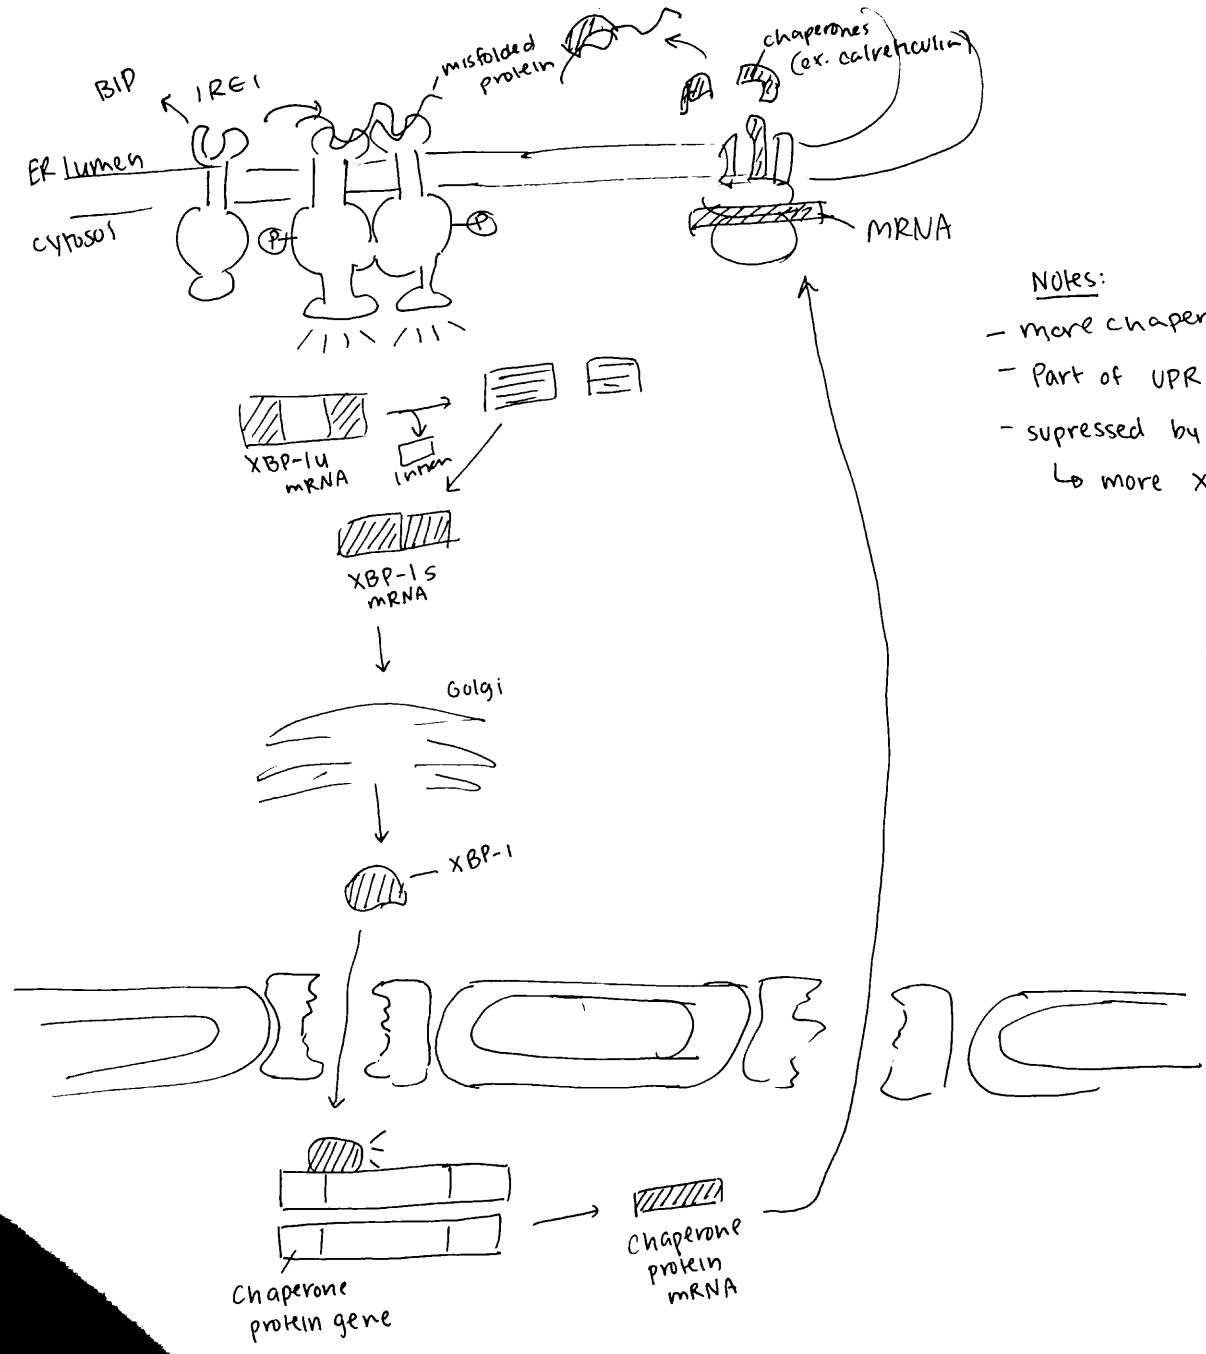 BIP
IRE1
misfolded
protein
chaperones
(ex. calreticulin)
ER lumen
cytosol
P
P
mRNA
Notes:
- more chaper
- Part of UPR
- supressed by
↳ more X
XBP-1u
mRNA
XBP-1s
mRNA
Golgi
XBP-1
Chaperone
protein gene
Chaperone
protein
mRNA